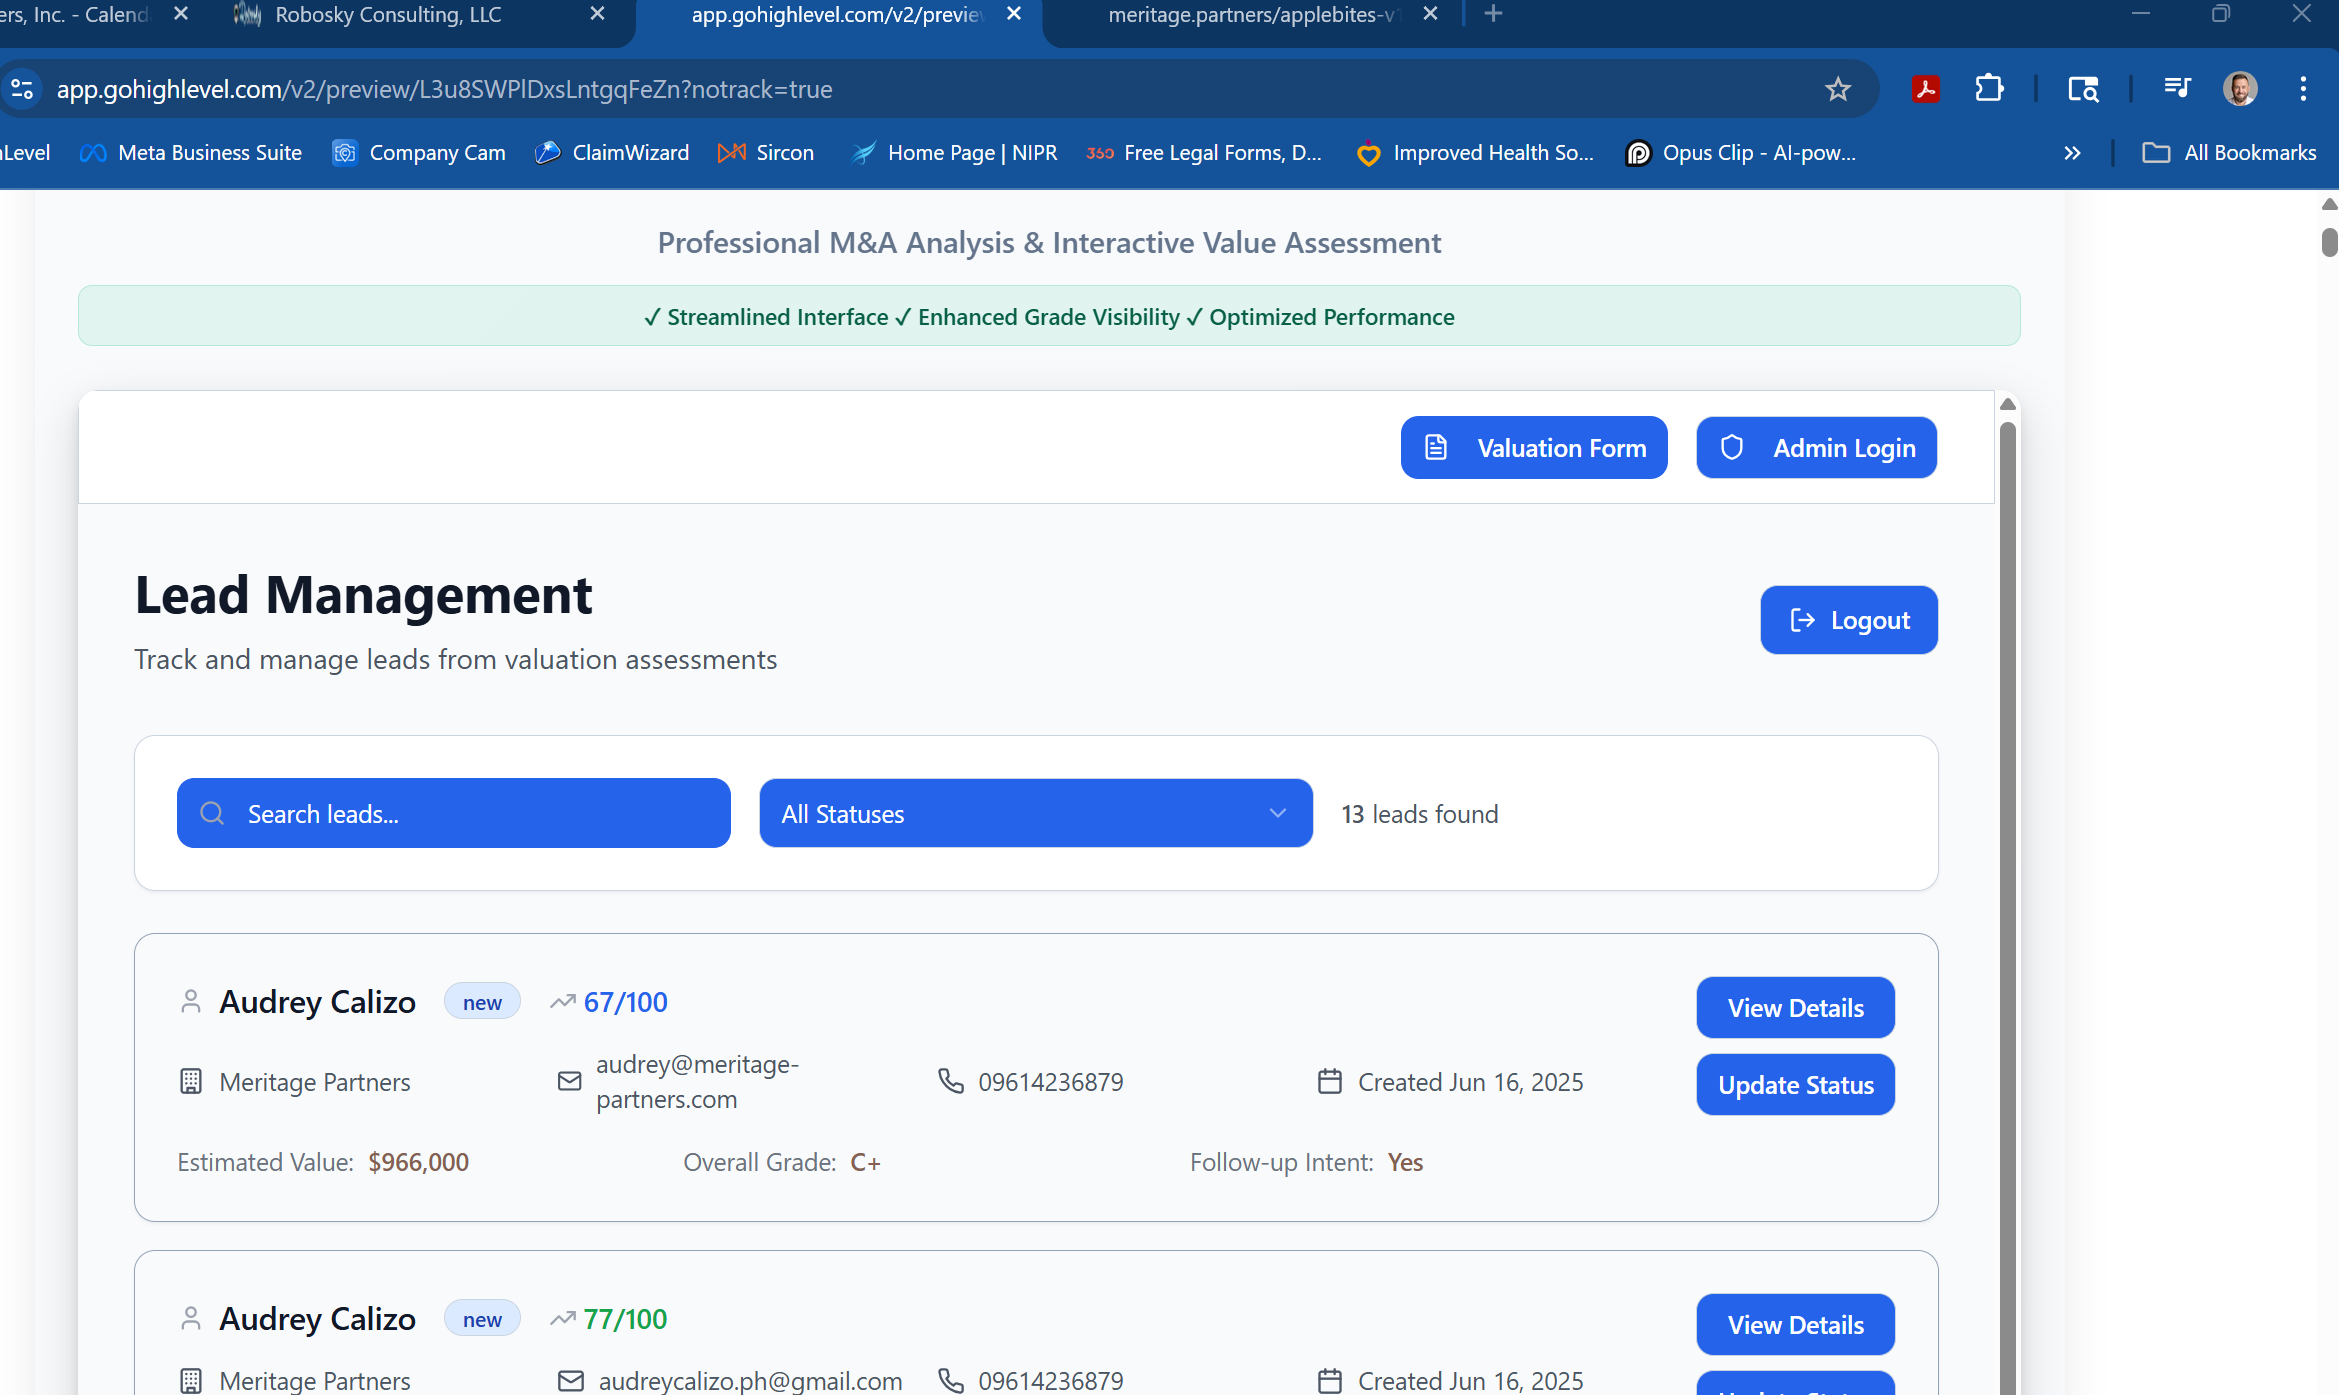 ers, Inc. - Calend
Robosky Consulting, LLC
app.gohighlevel.com/v2/previe
meritage.partners/applebites-v1
app.gohighlevel.com/v2/preview/L3u8SWPlDxsLntgqFeZn?notrack=true
Level
Meta Business Suite
Company Cam
ClaimWizard
Sircon
Home Page | NIPR
360
Free Legal Forms, D...
Improved Health So...
Opus Clip - AI-pow...
All Bookmarks
Professional M&A Analysis & Interactive Value Assessment
✓ Streamlined Interface ✓ Enhanced Grade Visibility ✓ Optimized Performance
Valuation Form
Admin Login
Lead Management
Logout
Track and manage leads from valuation assessments
Search leads...
All Statuses
13 leads found
Audrey Calizo
new
67/100
View Details
Meritage Partners
audrey@meritage-
partners.com
09614236879
Created Jun 16, 2025
Update Status
Estimated Value: $966,000
Overall Grade: C+
Follow-up Intent: Yes
Audrey Calizo
new
77/100
View Details
Meritage Partners
audreycalizo.ph@gmail.com
09614236879
Created Jun 16, 2025